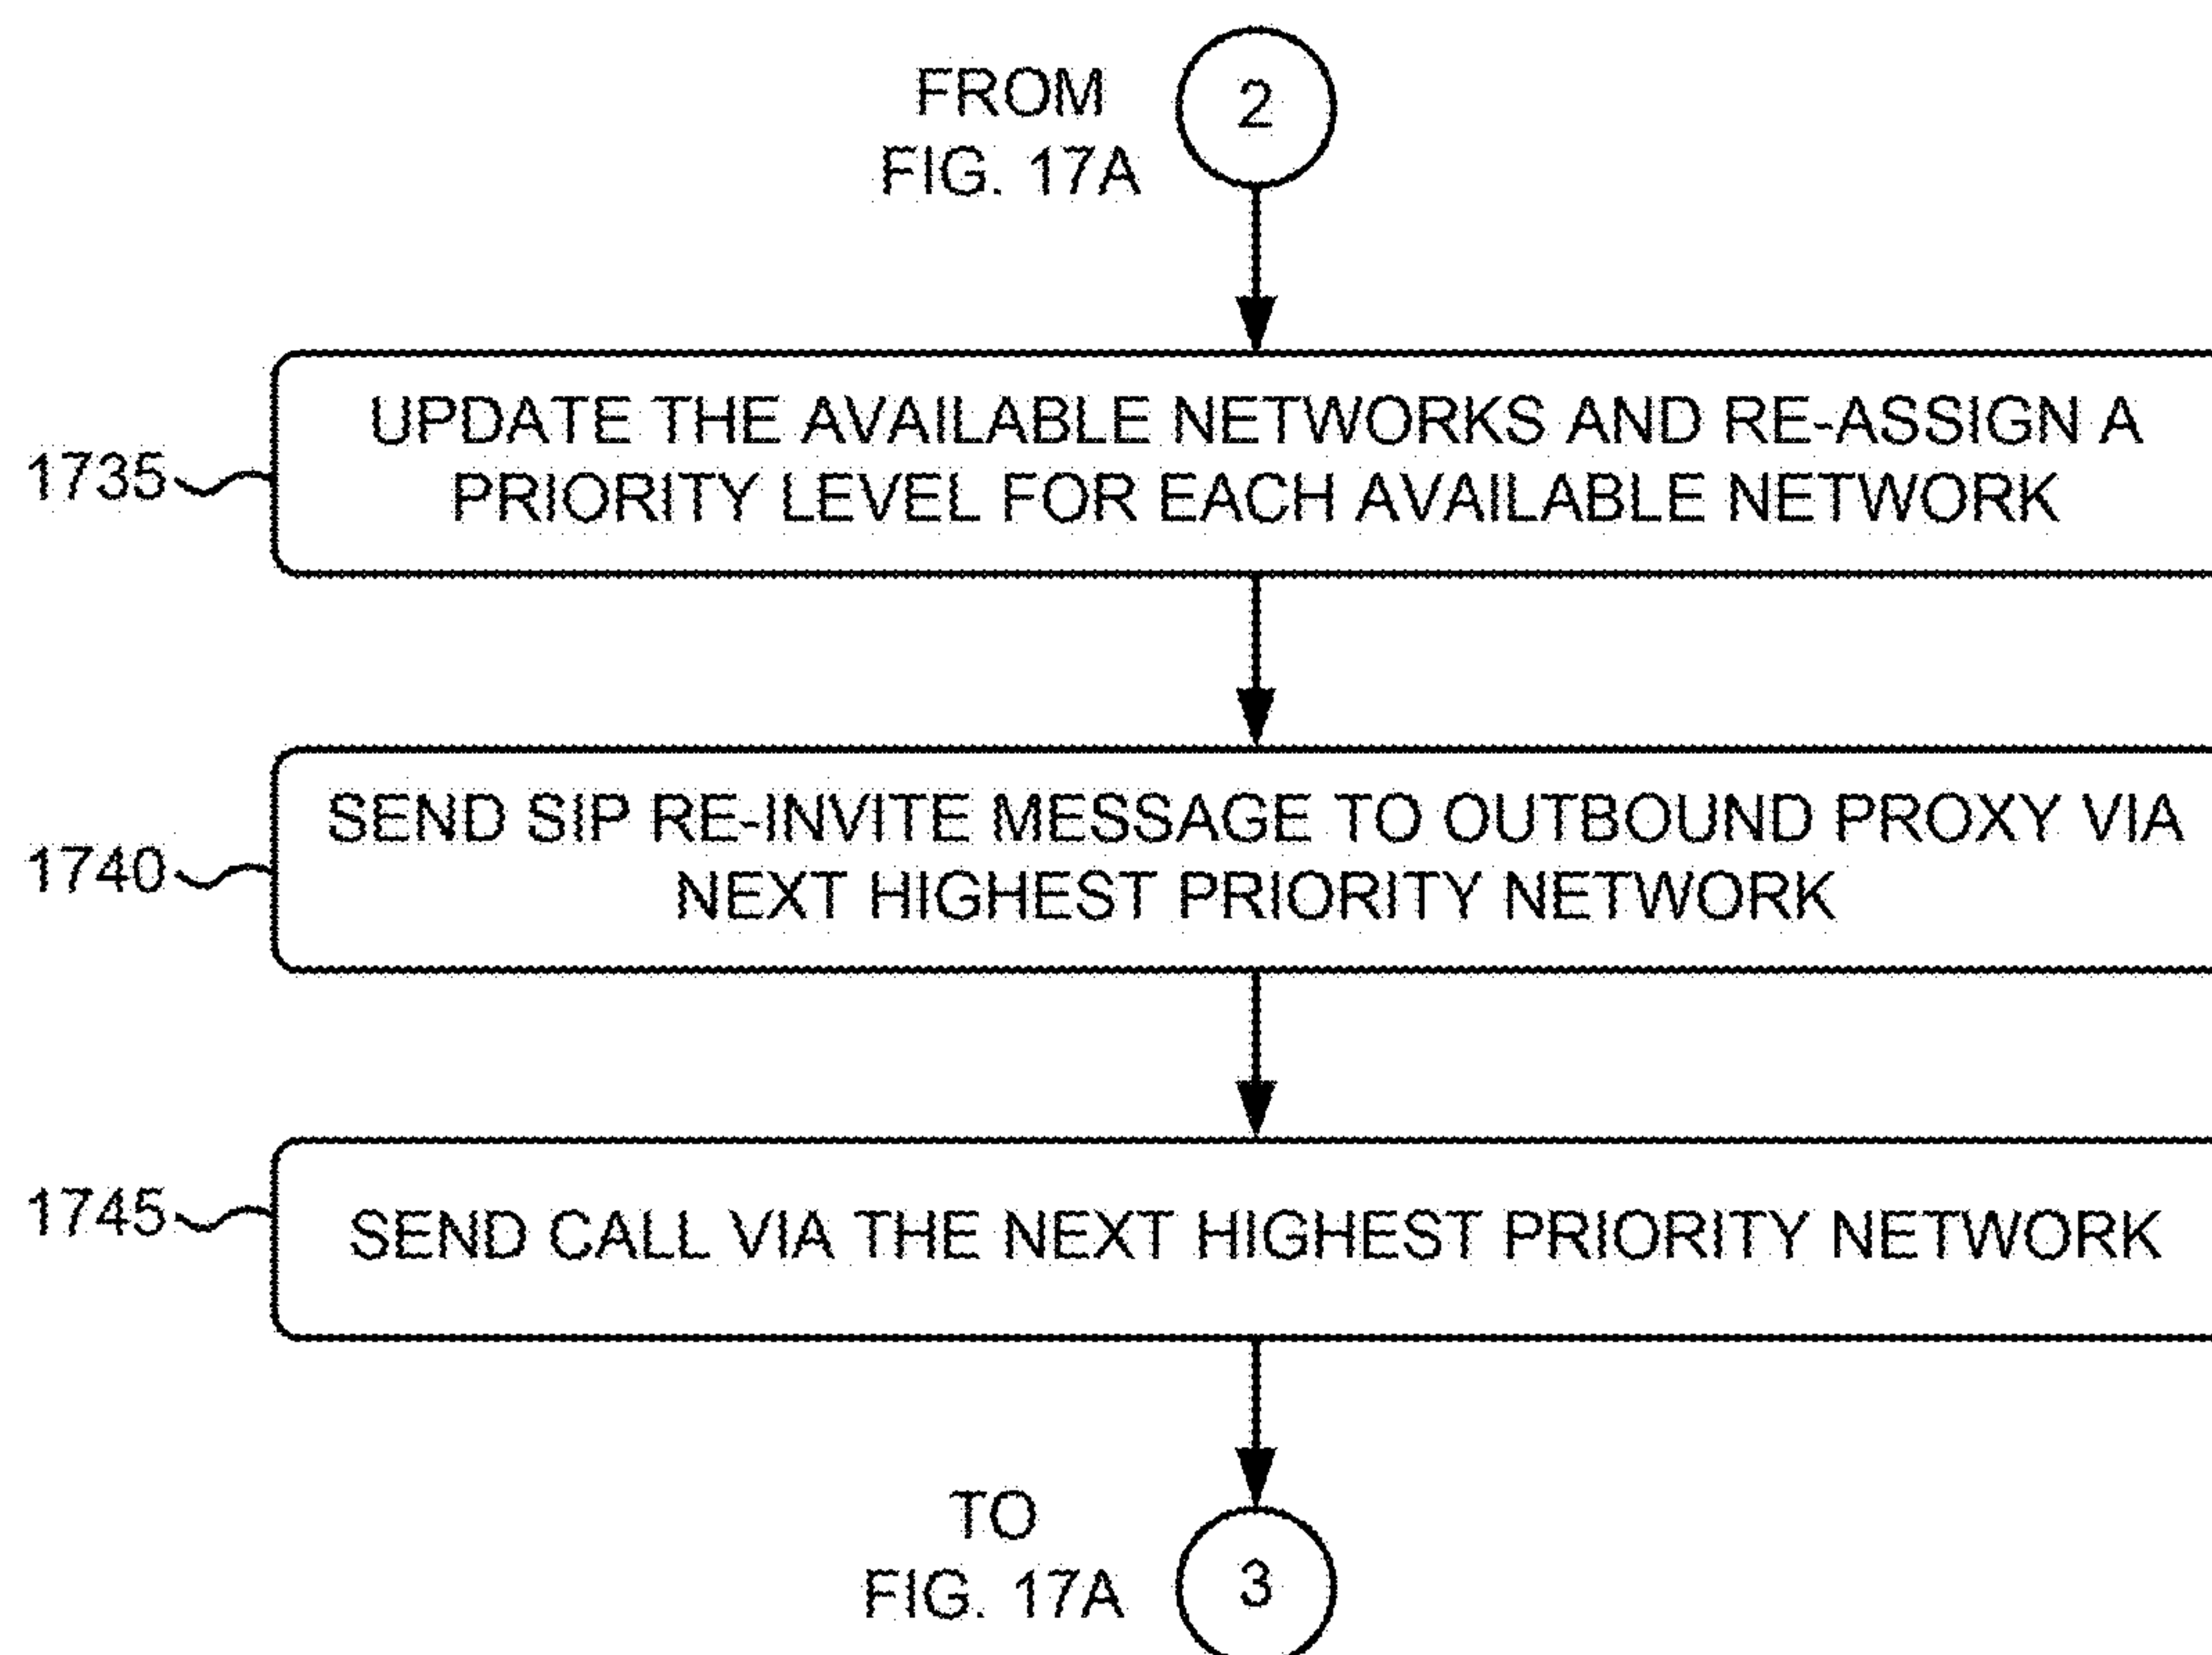 FROM
FIG. 17A
2
1735
UPDATE THE AVAILABLE NETWORKS AND RE-ASSIGN A
PRIORITY LEVEL FOR EACH AVAILABLE NETWORK
1740
SEND SIP RE-INVITE MESSAGE TO OUTBOUND PROXY VIA
NEXT HIGHEST PRIORITY NETWORK
1745
SEND CALL VIA THE NEXT HIGHEST PRIORITY NETWORK
TO
FIG. 17A
3